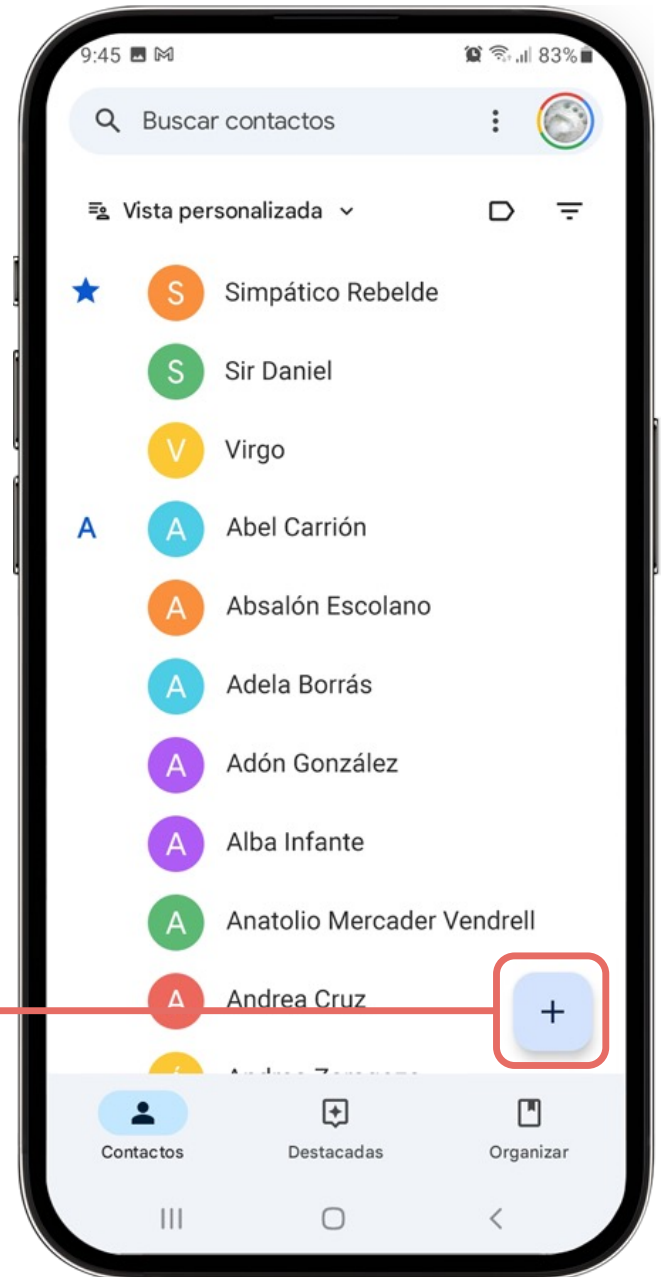 9:45 83%
Buscar contactos
Vista personalizada
S Simpático Rebelde
S Sir Daniel
V Virgo
A A Abel Carrión
A Absalón Escolano
A Adela Borrás
A Adón González
A Alba Infante
A Anatolio Mercader Vendrell
A Andrea Cruz
+
Contactos Destacadas Organizar